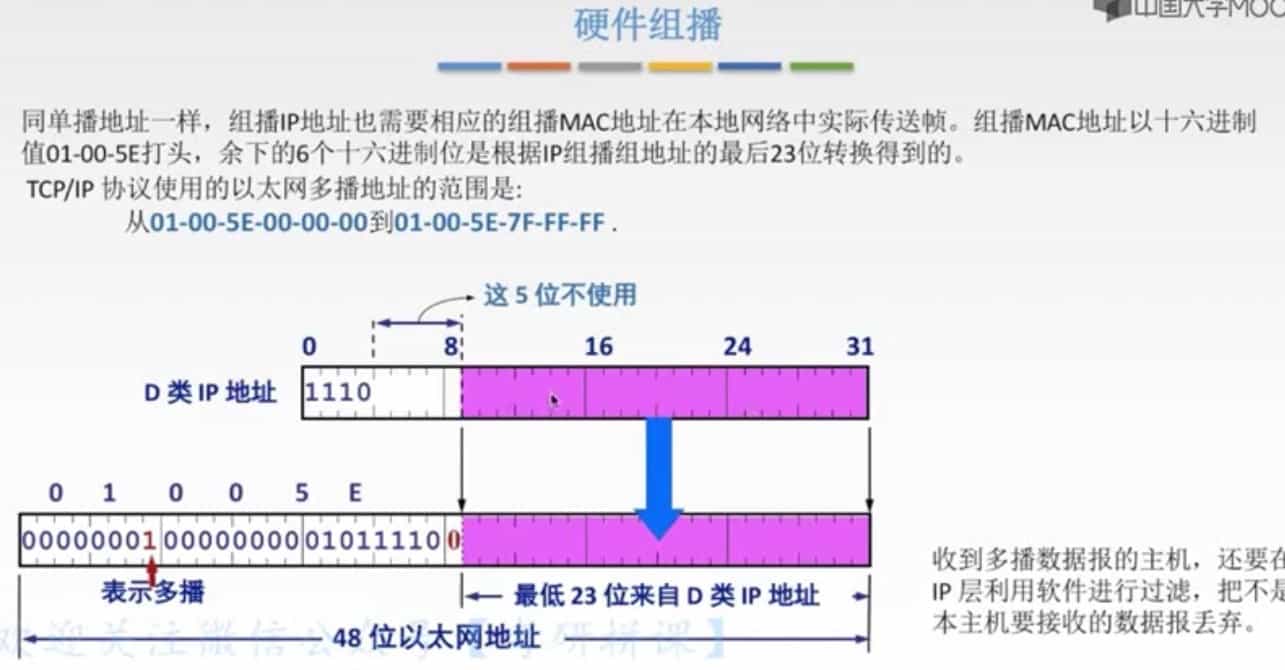 中国大学MOO
硬件组播
同单播地址一样，组播IP地址也需要相应的组播MAC地址在本地网络中实际传送帧。组播MAC地址以十六进制
值01-00-5E打头，余下的6个十六进制位是根据IP组播组地址的最后23位转换得到的。
TCP/IP 协议使用的以太网多播地址的范围是:
从01-00-5E-00-00-00到01-00-5E-7F-FF-FF .
这 5 位不使用
0 8 16 24 31
D 类 IP 地址 1110
0 1 0 0 5 E
00000001 00000000 01011110 0
表示多播
最低 23 位来自 D 类 IP 地址
48 位以太网地址
收到多播数据报的主机，还要在
IP 层利用软件进行过滤，把不是
本主机要接收的数据报丢弃。
欢迎关注微信公众号【考研拼课】